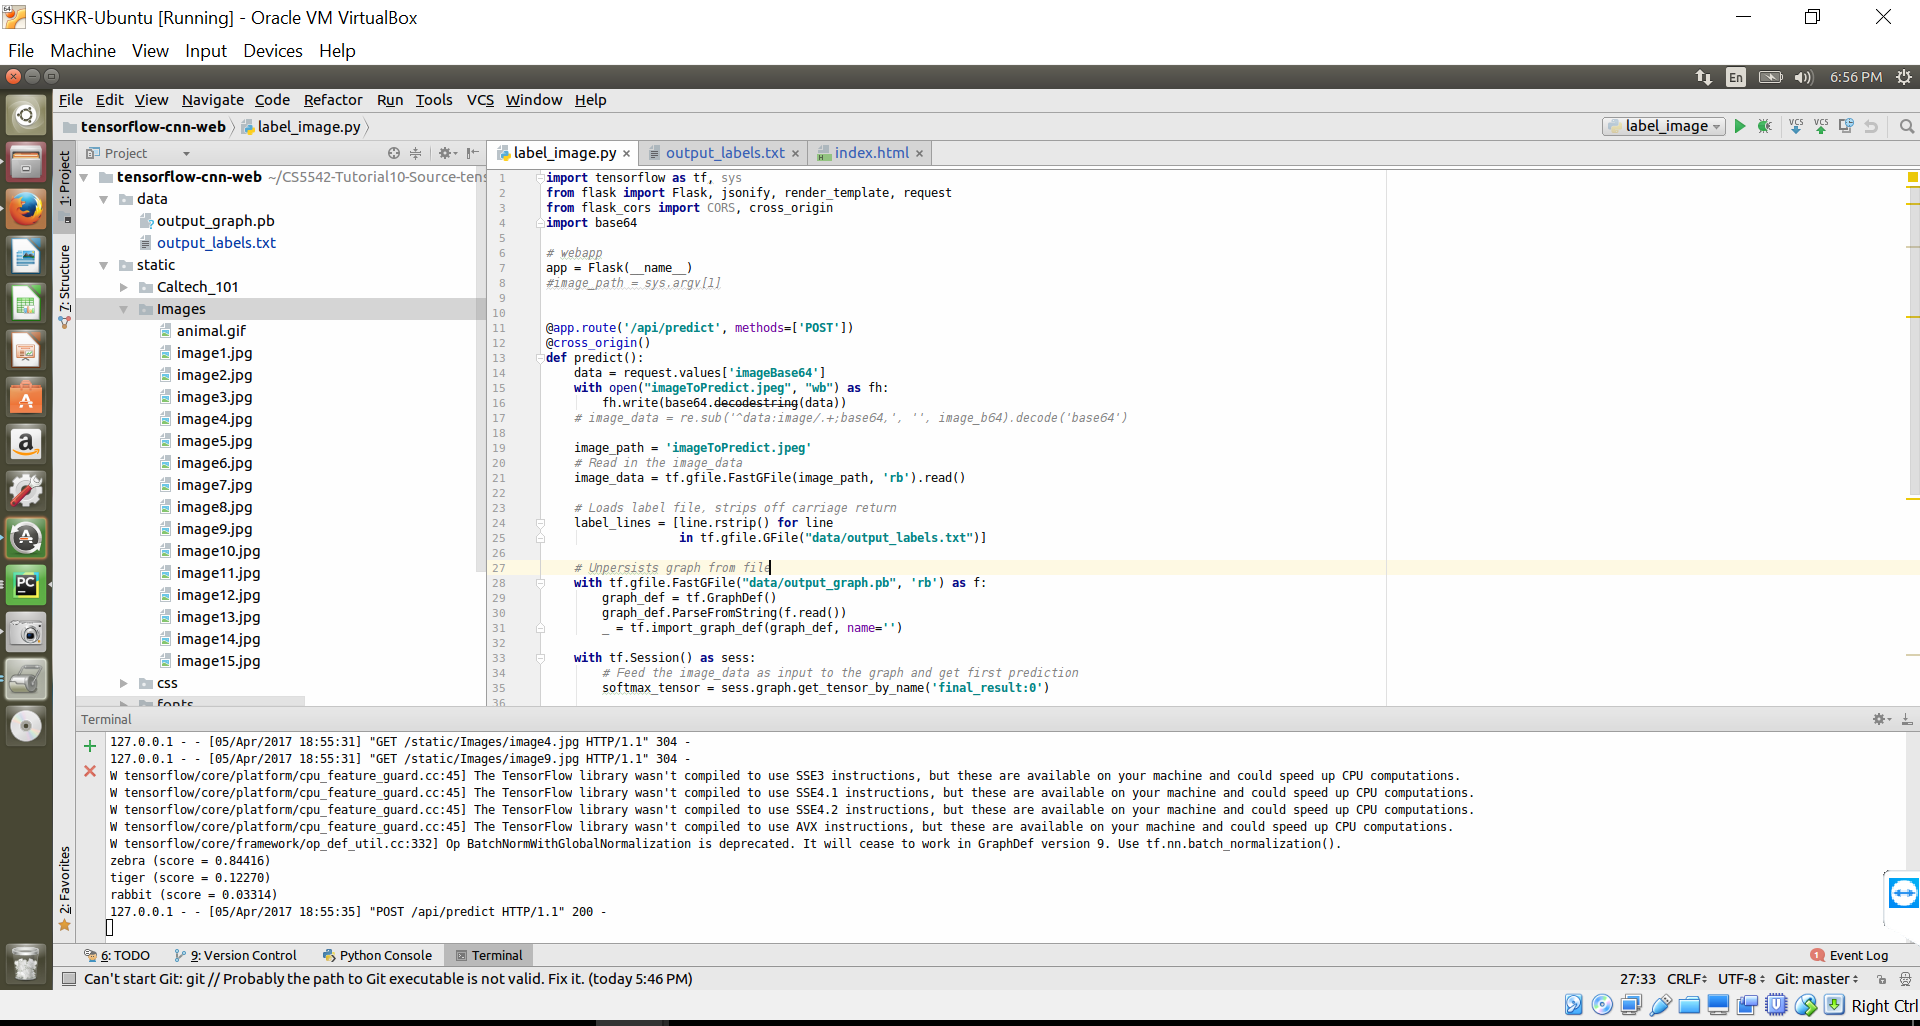 GSHKR-Ubuntu [Running] - Oracle VM VirtualBox
File Machine View Input Devices Help
En 6:56 PM
File Edit View Navigate Code Refactor Run Tools VCS Window Help
tensorflow-cnn-web label_image.py label_image VCS VCS
Project label_image.py output_labels.txt index.html
1: Project
7: Structure
2: Favorites
tensorflow-cnn-web ~/CS5542-Tutorial10-Source-tens
data
output_graph.pb
output_labels.txt
static
Caltech_101
Images
animal.gif
image1.jpg
image2.jpg
image3.jpg
image4.jpg
image5.jpg
image6.jpg
image7.jpg
image8.jpg
image9.jpg
image10.jpg
image11.jpg
image12.jpg
image13.jpg
image14.jpg
image15.jpg
css
fonts
1 import tensorflow as tf, sys
2 from flask import Flask, jsonify, render_template, request
3 from flask_cors import CORS, cross_origin
4 import base64
5
6 # webapp
7 app = Flask(__name__)
8 #image_path = sys.argv[1]
9
10
11 @app.route('/api/predict', methods=['POST'])
12 @cross_origin()
13 def predict():
14 data = request.values['imageBase64']
15 with open("imageToPredict.jpeg", "wb") as fh:
16 fh.write(base64.decodestring(data))
17 # image_data = re.sub('^data:image/.+;base64,', '', image_b64).decode('base64')
18
19 image_path = 'imageToPredict.jpeg'
20 # Read in the image_data
21 image_data = tf.gfile.FastGFile(image_path, 'rb').read()
22
23 # Loads label file, strips off carriage return
24 label_lines = [line.rstrip() for line
25 in tf.gfile.GFile("data/output_labels.txt")]
26
27 # Unpersists graph from file
28 with tf.gfile.FastGFile("data/output_graph.pb", 'rb') as f:
29 graph_def = tf.GraphDef()
30 graph_def.ParseFromString(f.read())
31 _ = tf.import_graph_def(graph_def, name='')
32
33 with tf.Session() as sess:
34 # Feed the image_data as input to the graph and get first prediction
35 softmax_tensor = sess.graph.get_tensor_by_name('final_result:0')
36
Terminal
127.0.0.1 - - [05/Apr/2017 18:55:31] "GET /static/Images/image4.jpg HTTP/1.1" 304 -
127.0.0.1 - - [05/Apr/2017 18:55:31] "GET /static/Images/image9.jpg HTTP/1.1" 304 -
W tensorflow/core/platform/cpu_feature_guard.cc:45] The TensorFlow library wasn't compiled to use SSE3 instructions, but these are available on your machine and could speed up CPU computations.
W tensorflow/core/platform/cpu_feature_guard.cc:45] The TensorFlow library wasn't compiled to use SSE4.1 instructions, but these are available on your machine and could speed up CPU computations.
W tensorflow/core/platform/cpu_feature_guard.cc:45] The TensorFlow library wasn't compiled to use SSE4.2 instructions, but these are available on your machine and could speed up CPU computations.
W tensorflow/core/platform/cpu_feature_guard.cc:45] The TensorFlow library wasn't compiled to use AVX instructions, but these are available on your machine and could speed up CPU computations.
W tensorflow/core/framework/op_def_util.cc:332] Op BatchNormWithGlobalNormalization is deprecated. It will cease to work in GraphDef version 9. Use tf.nn.batch_normalization().
zebra (score = 0.84416)
tiger (score = 0.12270)
rabbit (score = 0.03314)
127.0.0.1 - - [05/Apr/2017 18:55:35] "POST /api/predict HTTP/1.1" 200 -
6: TODO 9: Version Control Python Console Terminal 1 Event Log
Can't start Git: git // Probably the path to Git executable is not valid. Fix it. (today 5:46 PM) 27:33 CRLF UTF-8 Git: master
Right Ctrl